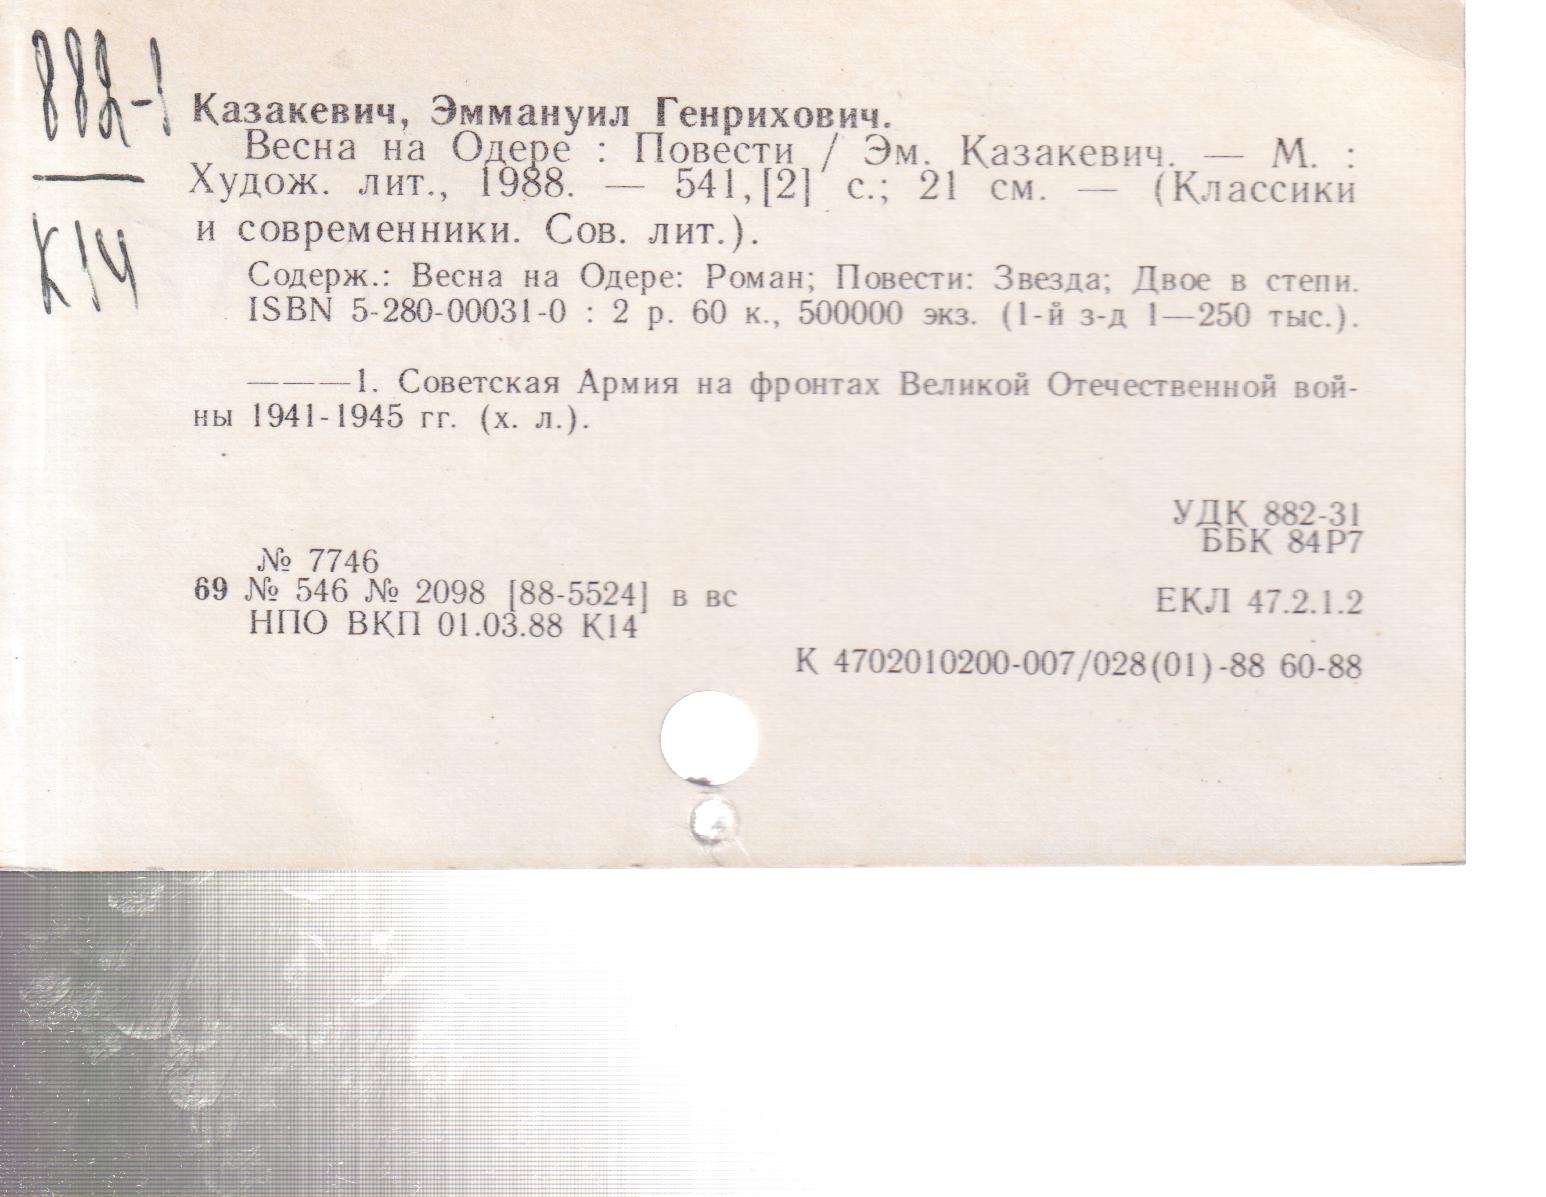 882-1
К14
Казакевич, Эммануил Генрихович.
Весна на Одере : Повести / Эм. Казакевич. — М. :
Худож. лит., 1988. — 541,[2] с.; 21 см. — (Классики
и современники. Сов. лит.).
Содерж.: Весна на Одере: Роман; Повести: Звезда; Двое в степи.
ISBN 5-280-00031-0 : 2 р. 60 к., 500000 экз. (1-й з-д 1—250 тыс.).
———1. Советская Армия на фронтах Великой Отечественной вой-
ны 1941-1945 гг. (х. л.).
УДК 882-31
ББК 84Р7
№ 7746
69 № 546 № 2098 [88-5524] в вс
ЕКЛ 47.2.1.2
НПО ВКП 01.03.88 К14
К 4702010200-007/028(01)-88 60-88